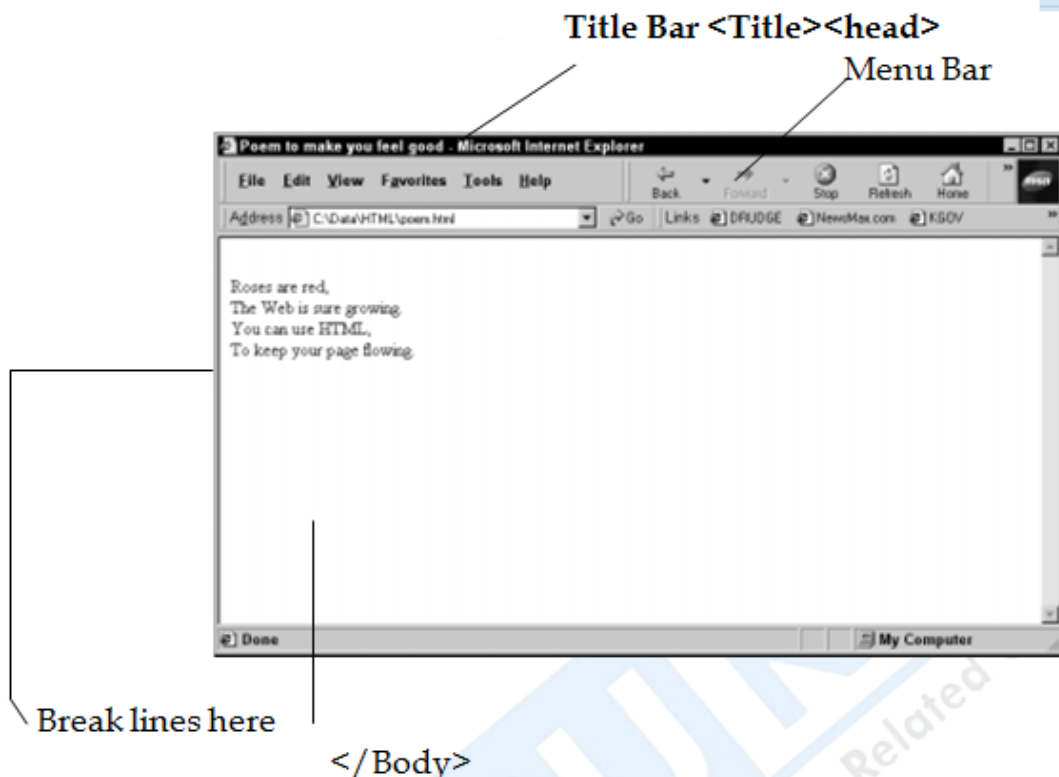 Title Bar <Title><head>
Menu Bar
Poem to make you feel good - Microsoft Internet Explorer
File Edit View Favorites Tools Help
Back Forward Stop Refresh Home »
msn
Address C:\Data\HTML\poem.html Go Links DRUDGE NewsMax.com KGOV »
Roses are red,
The Web is sure growing.
You can use HTML,
To keep your page flowing.
Done My Computer
Break lines here
</Body>
Related